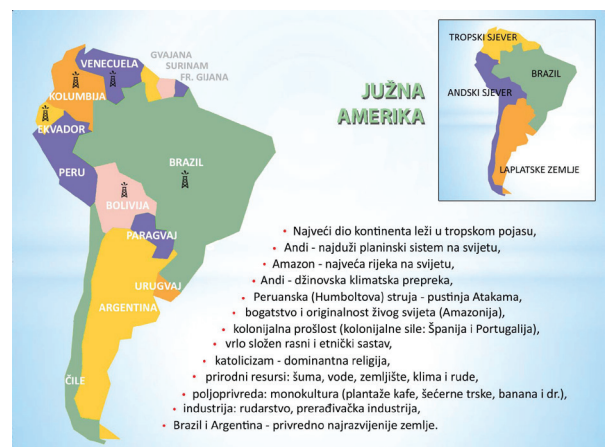 JUŽNA
AMERIKA
VENECUELA
GVAJANA
SURINAM
FR. GIJANA
KOLUMBIJA
EKVADOR
PERU
BRAZIL
BOLIVIJA
PARAGVAJ
URUGVAJ
ARGENTINA
ČILE
TROPSKI SJEVER
BRAZIL
ANDSKI SJEVER
LAPLATSKE ZEMLJE
• Najveći dio kontinenta leži u tropskom pojasu,
• Andi - najduži planinski sistem na svijetu,
• Amazon - najveća rijeka na svijetu,
• Andi - džinovska klimatska prepreka,
• Peruanska (Humboltova) struja - pustinja Atakama,
• bogatstvo i originalnost živog svijeta (Amazonija),
• kolonijalna prošlost (kolonijalne sile: Španija i Portugalija),
• vrlo složen rasni i etnički sastav,
• katolicizam - dominantna religija,
• prirodni resursi: šuma, vode, zemljište, klima i rude,
• poljoprivreda: monokultura (plantaže kafe, šećerne trske, banana i dr.),
• industrija: rudarstvo, prerađivačka industrija,
• Brazil i Argentina - privredno najrazvijenije zemlje.